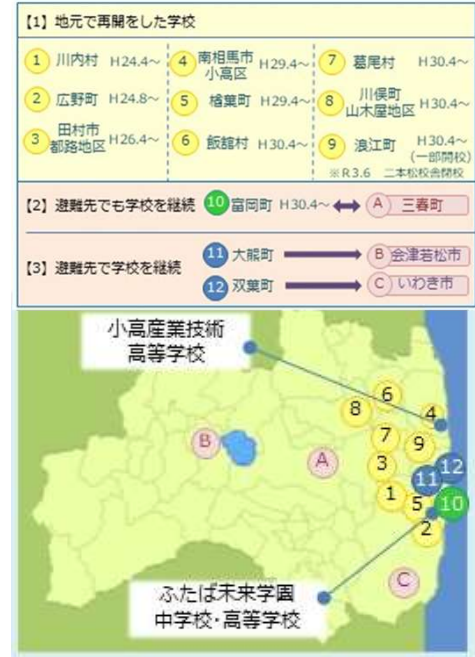 【1】地元で再開をした学校
1 川内村 H24.4～
2 広野町 H24.8～
3 田村市
都路地区 H26.4～
4 南相馬市
小高区 H29.4～
5 楢葉町 H29.4～
6 飯舘村 H30.4～
7 葛尾村 H30.4～
8 川俣町
山木屋地区 H30.4～
9 浪江町 H30.4～
(一部開校)
※R3.6 二本松校舎閉校
【2】避難先でも学校を継続 10 富岡町 H30.4～ A 三春町
【3】避難先で学校を継続
11 大熊町 B 会津若松市
12 双葉町 C いわき市
小高産業技術
高等学校
6
8
4
7
9
B
A
3
12
11
1
5
10
2
C
ふたば未来学園
中学校・高等学校